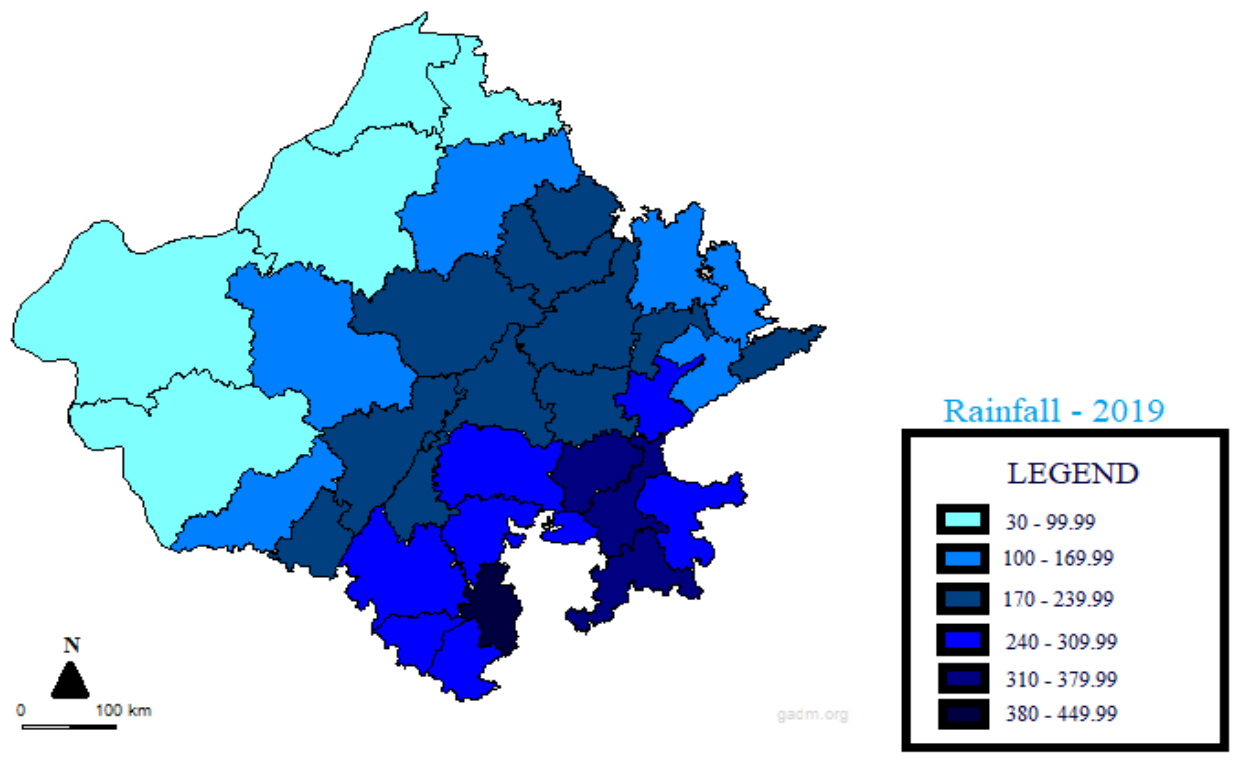 Rainfall - 2019
LEGEND
30 - 99.99
100 - 169.99
170 - 239.99
240 - 309.99
310 - 379.99
380 - 449.99
N
0 100 km
gadm.org